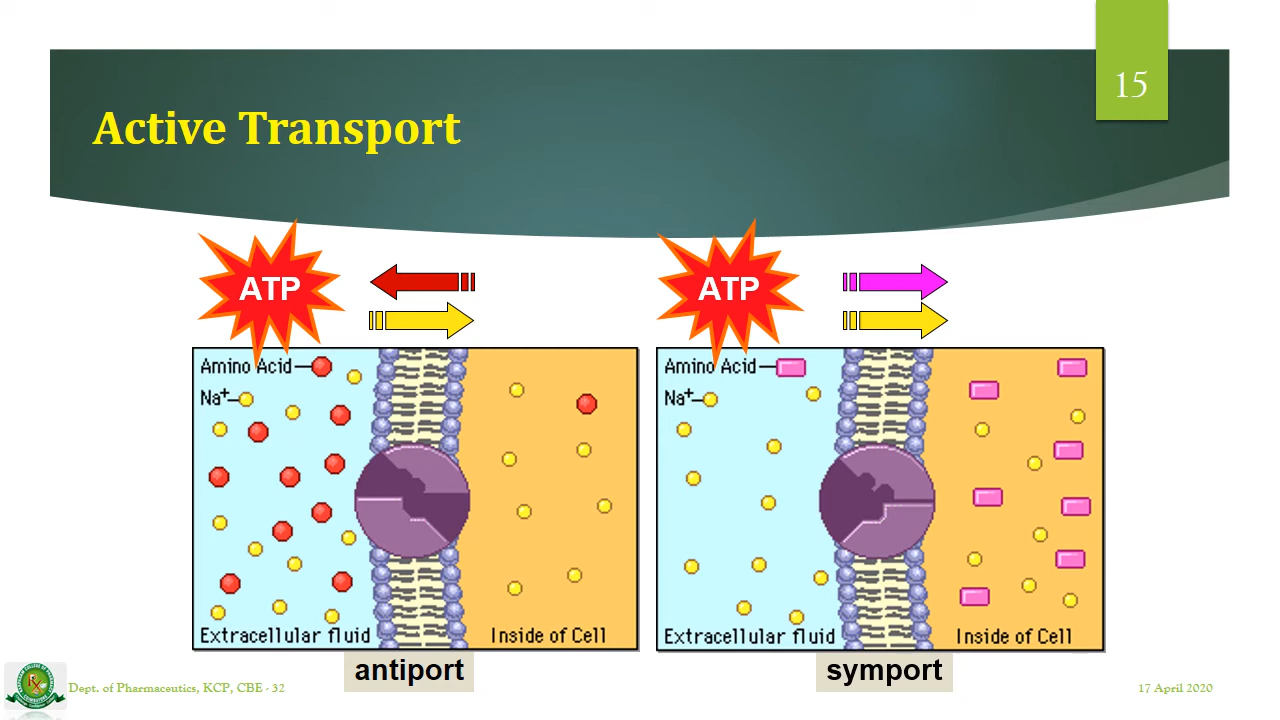 15
Active Transport
ATP
ATP
Amino Acid
Na+
Extracellular fluid
Inside of Cell
antiport
Amino Acid
Na+
Extracellular fluid
Inside of Cell
symport
Dept. of Pharmaceutics, KCP, CBE - 32
17 April 2020